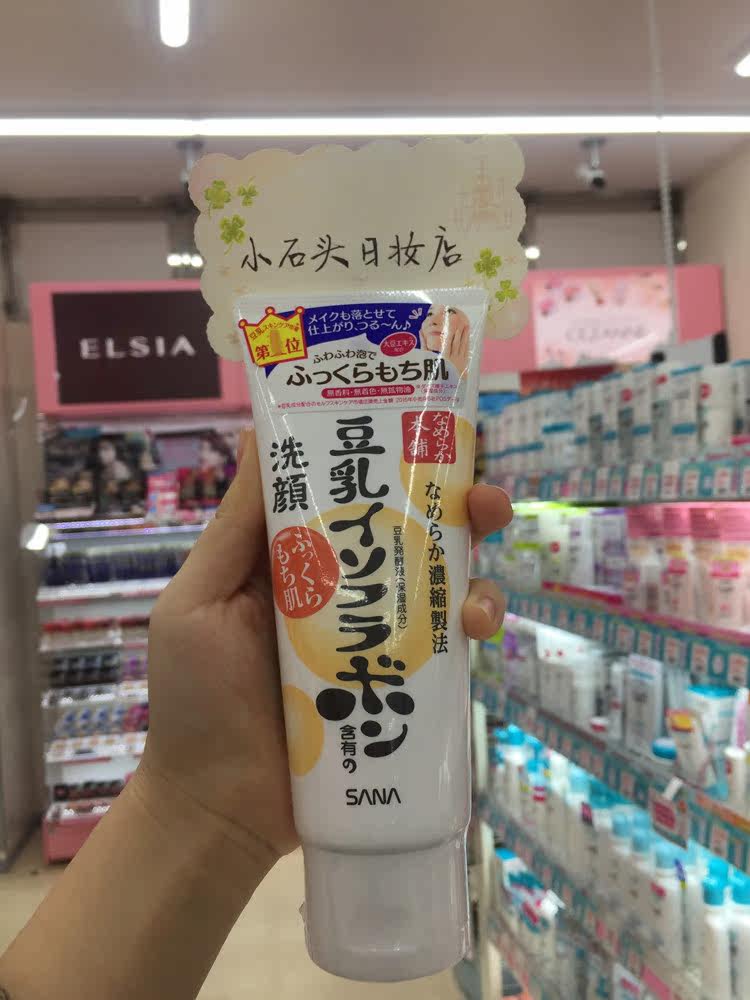 小石头日妆店
ELSIA
メイクも落とせて
仕上がり、つる〜ん♪
第1位
大豆エキス
ふわふわ泡で
ふっくらもち肌
無香料・無着色・無鉱物油
なめらか
本舗
洗顔
豆乳イソフラボン
含有の
なめらか濃縮製法
豆乳発酵液(保湿成分)
ふっくら
もち肌
SANA